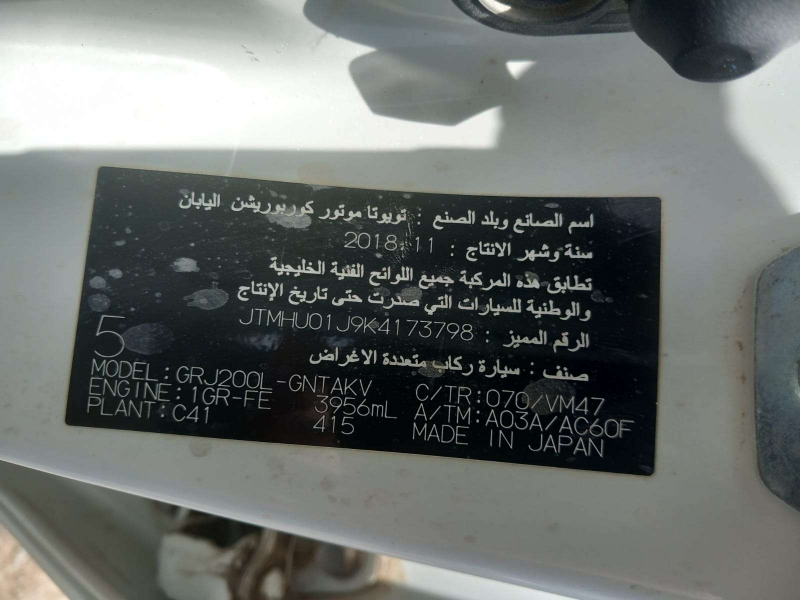 اسم الصانع وبلد الصنع : تويوتا موتور كوربوريشن اليابان
سنة وشهر الانتاج : 2018.11
تطابق هذه المركبة جميع اللوائح الفنية الخليجية
والوطنية للسيارات التي صدرت حتى تاريخ الإنتاج
الرقم المميز : JTMHU01J9K4173798
صنف : سيارة ركاب متعددة الاغراض
5
MODEL: GRJ200L-GNTAKV C/TR: 070/VM47
ENGINE: 1GR-FE 3956mL A/TM: A03A/AC60F
PLANT: C41 415 MADE IN JAPAN